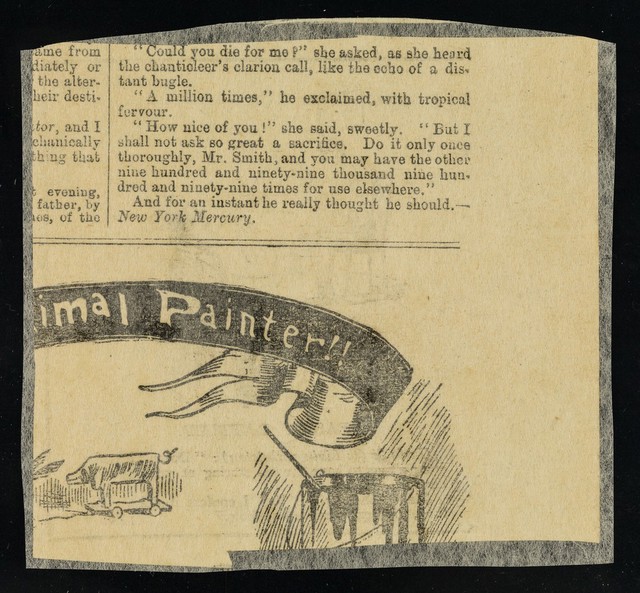 ame from
diately or
the alter-
heir desti-
tor, and I
chanically
thing that
evening,
father, by
es, of the
"Could you die for me?" she asked, as she heard
the chanticleer's clarion call, like the echo of a dis-
tant bugle.
"A million times," he exclaimed, with tropical
fervour.
"How nice of you!" she said, sweetly. "But I
shall not ask so great a sacrifice. Do it only once
thoroughly, Mr. Smith, and you may have the other
nine hundred and ninety-nine thousand nine hun-
dred and ninety-nine times for use elsewhere."
And for an instant he really thought he should.—
New York Mercury.
imal Painter!!